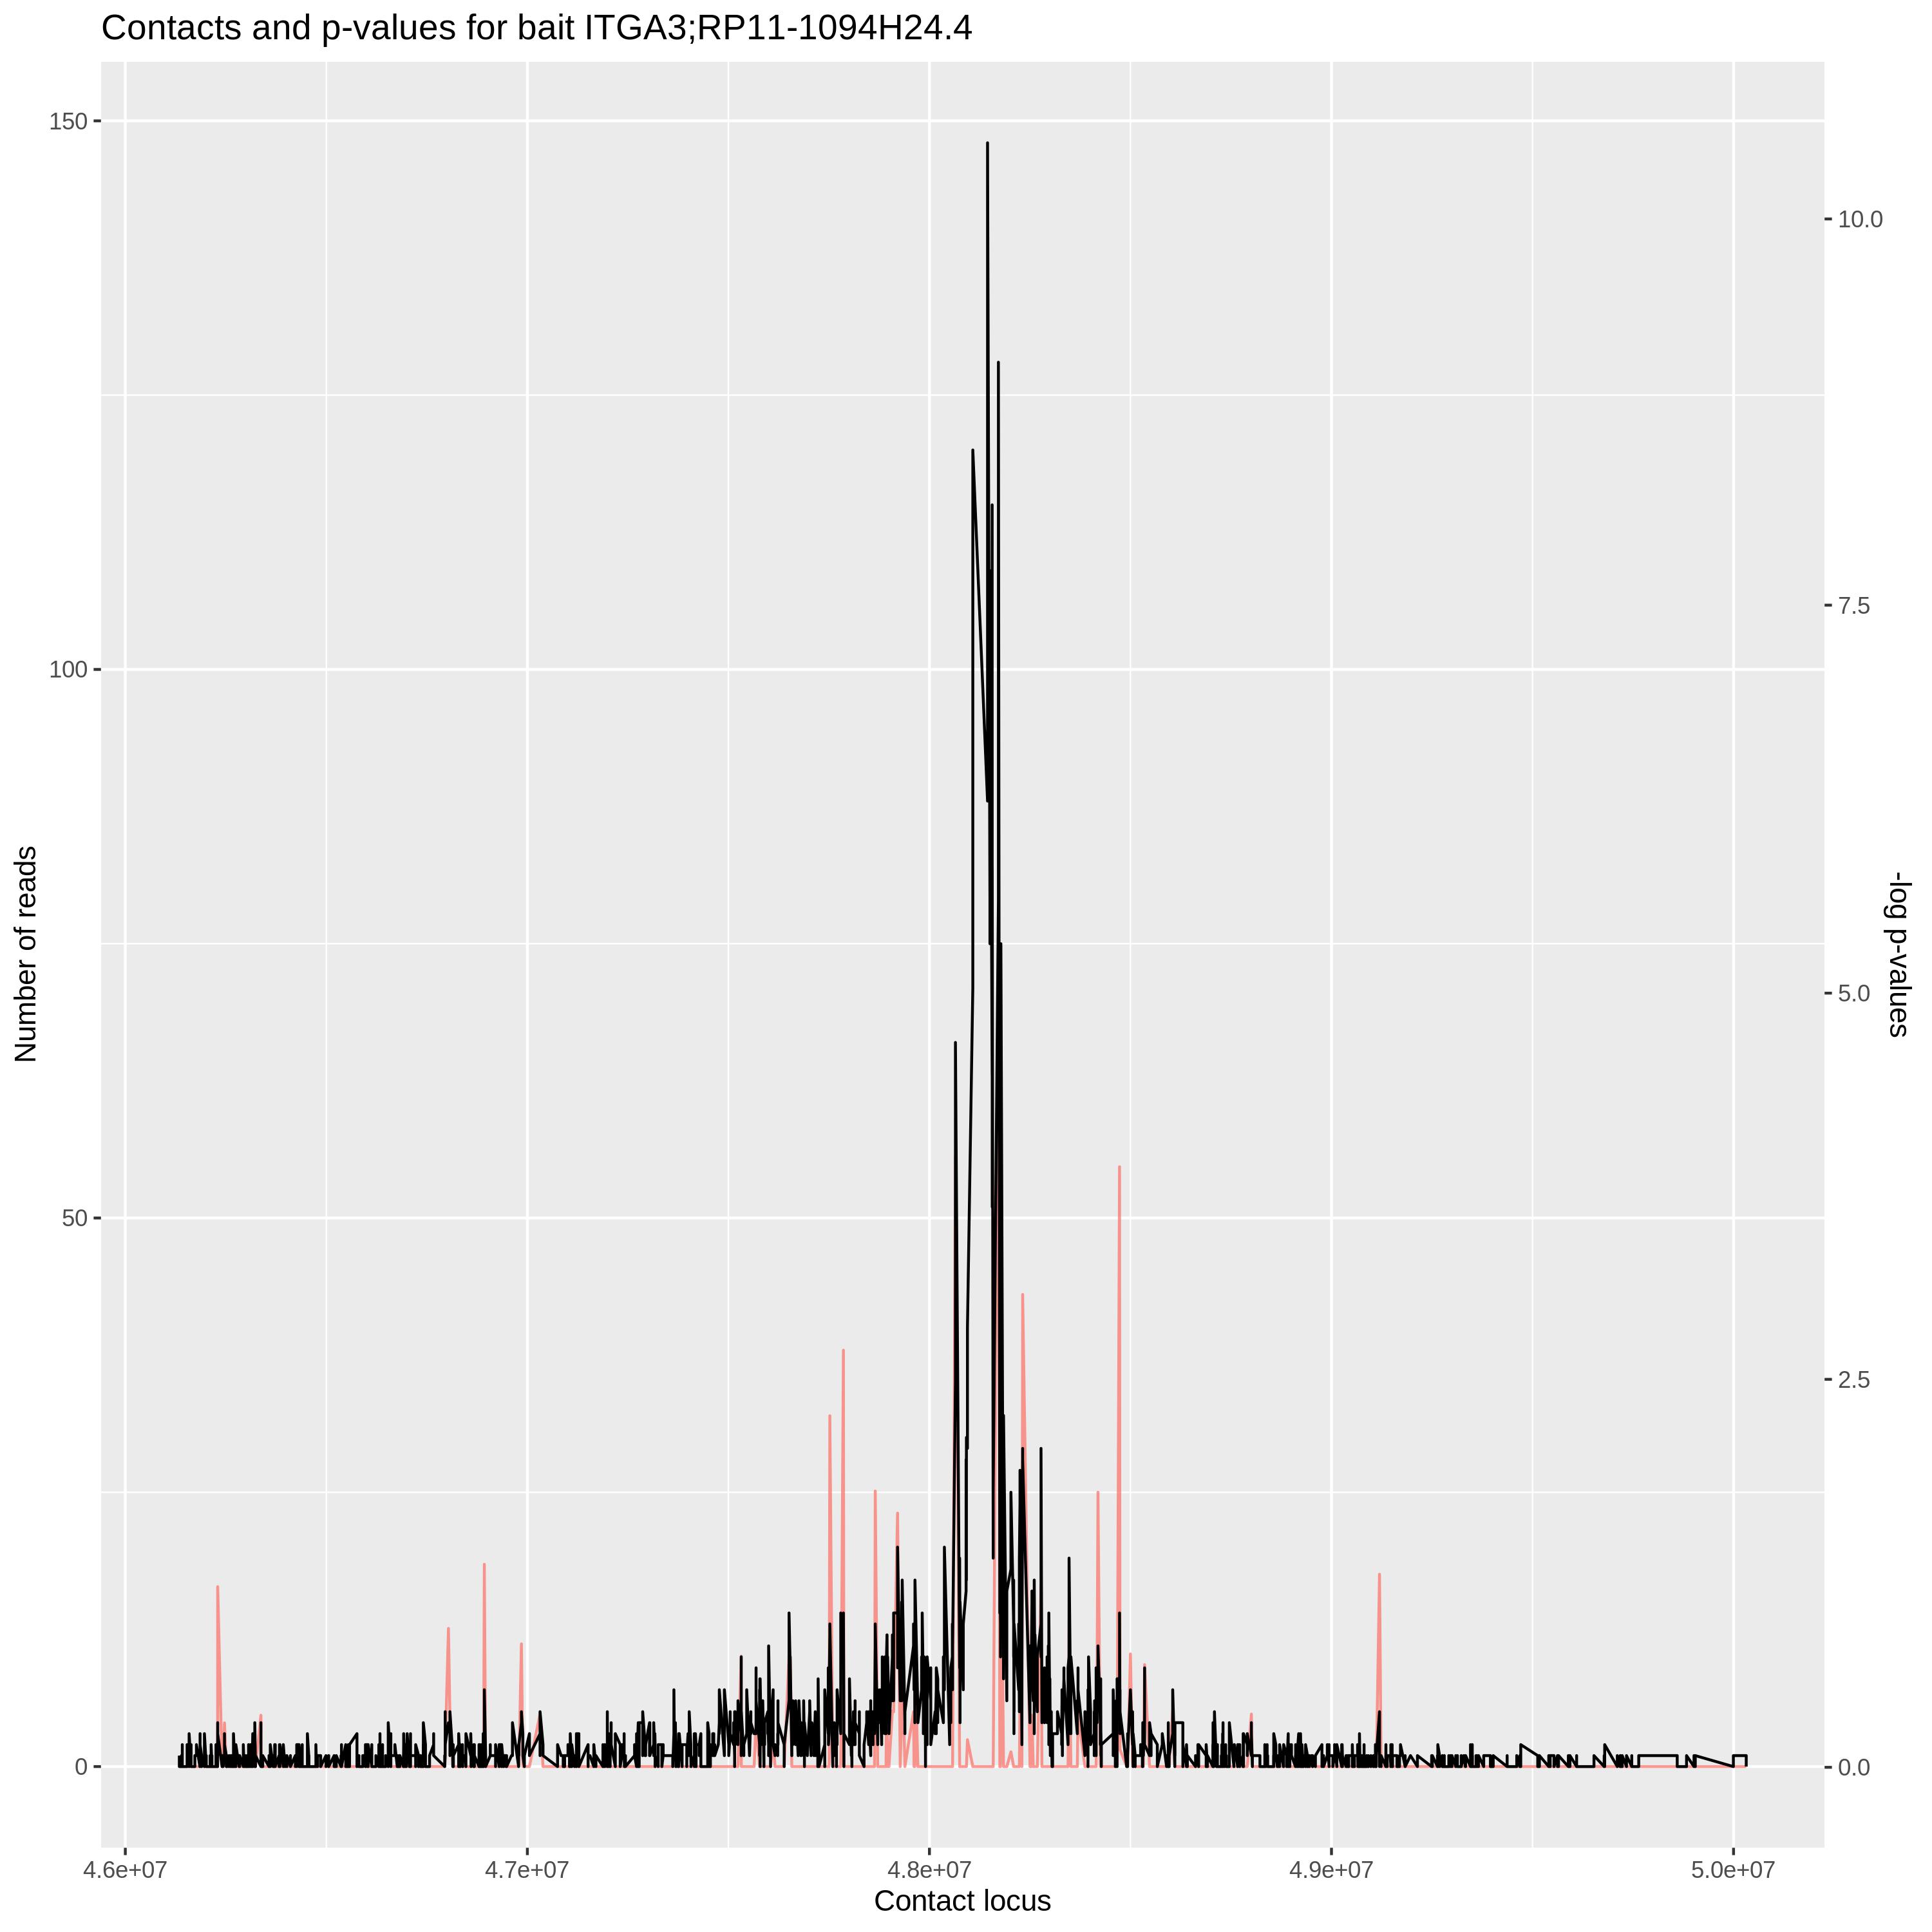 Contacts and p-values for bait ITGA3;RP11-1094H24.4
150
100
50
0
Number of reads
10.0
7.5
5.0
2.5
0.0
-log p-values
4.6e+07 4.7e+07 4.8e+07 4.9e+07 5.0e+07
Contact locus